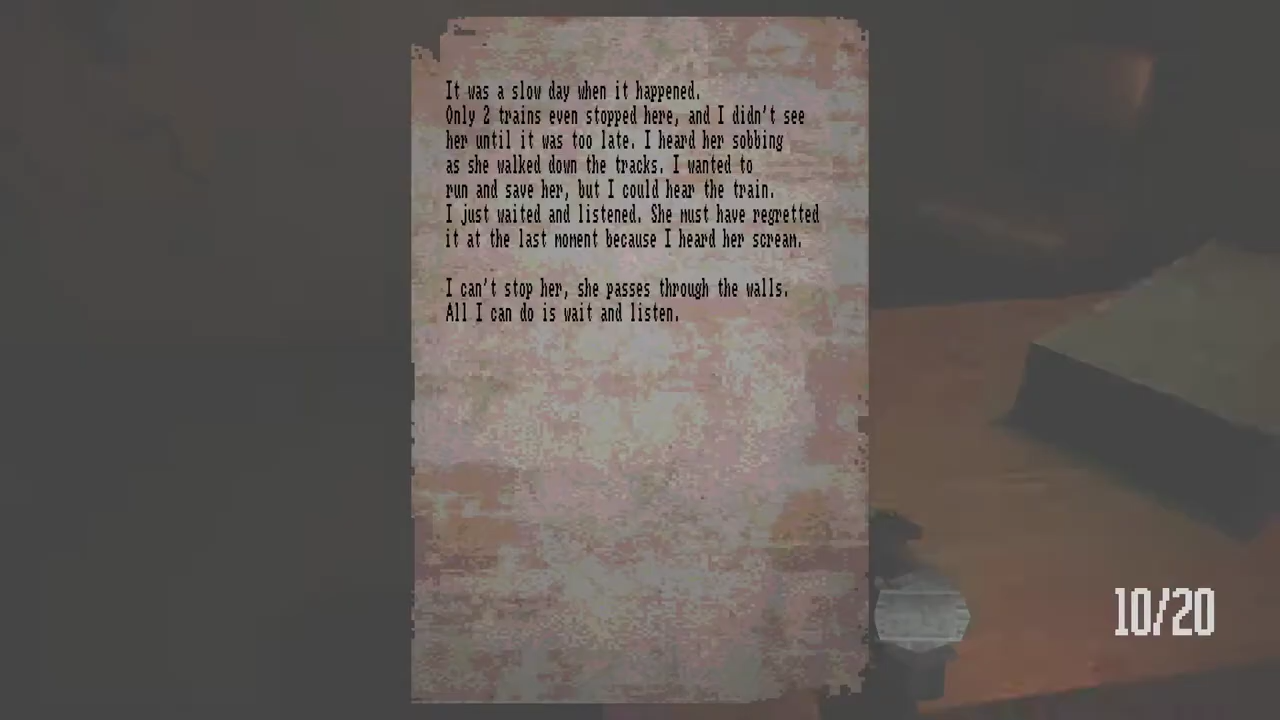 It was a slow day when it happened.
Only 2 trains even stopped here, and I didn't see
her until it was too late. I heard her sobbing
as she walked down the tracks. I wanted to
run and save her, but I could hear the train.
I just waited and listened. She must have regretted
it at the last moment because I heard her scream.
I can't stop her, she passes through the walls.
All I can do is wait and listen.
10/20